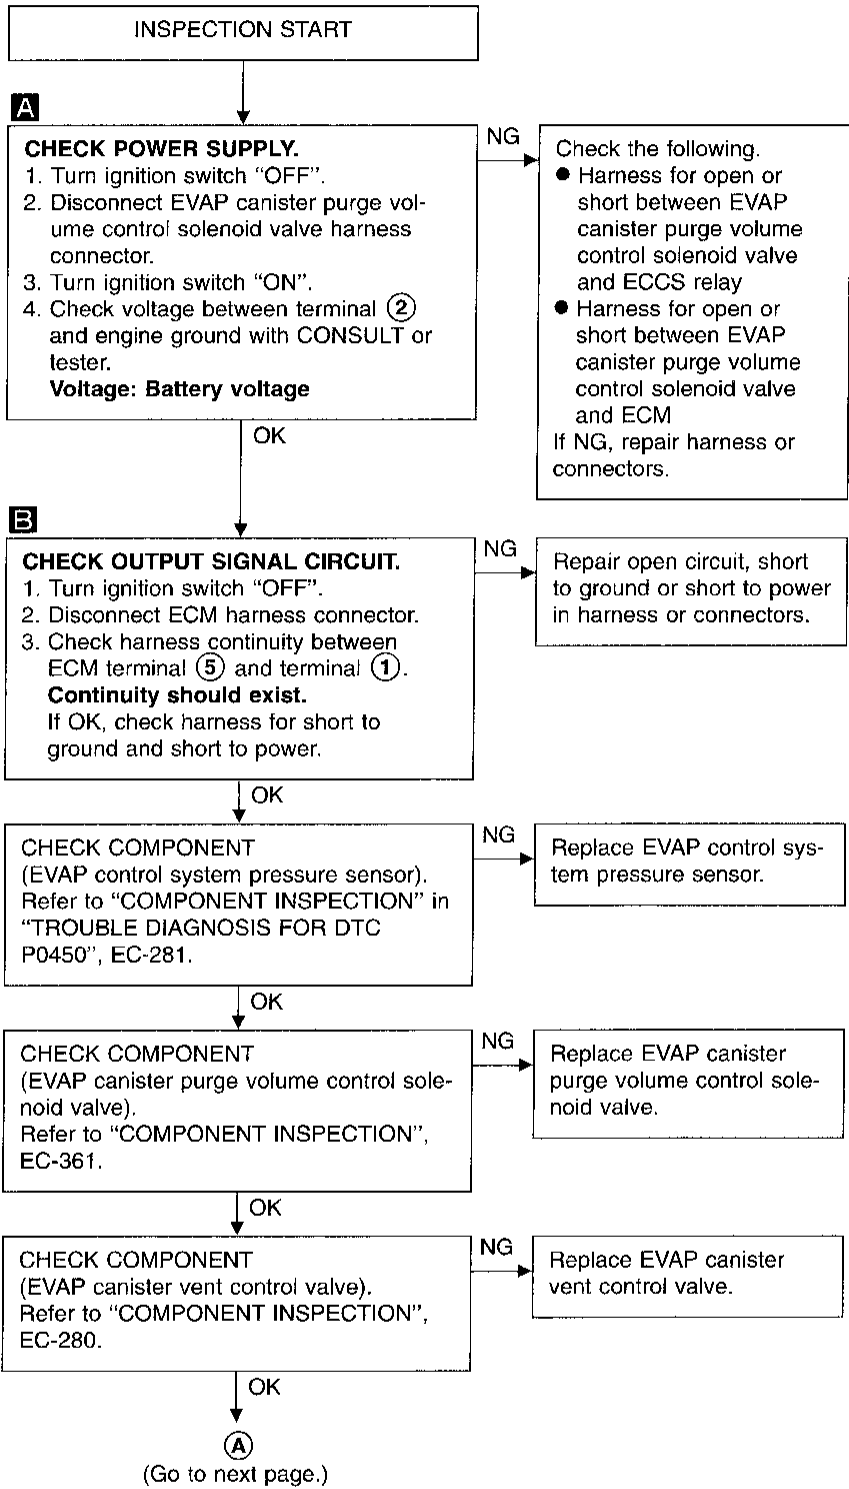 INSPECTION START
A
CHECK POWER SUPPLY.
1. Turn ignition switch “OFF”.
2. Disconnect EVAP canister purge vol-
ume control solenoid valve harness
connector.
3. Turn ignition switch “ON”.
4. Check voltage between terminal ②
and engine ground with CONSULT or
tester.
Voltage: Battery voltage
NG
Check the following.
● Harness for open or
short between EVAP
canister purge volume
control solenoid valve
and ECCS relay
● Harness for open or
short between EVAP
canister purge volume
control solenoid valve
and ECM
If NG, repair harness or
connectors.
OK
B
CHECK OUTPUT SIGNAL CIRCUIT.
1. Turn ignition switch “OFF”.
2. Disconnect ECM harness connector.
3. Check harness continuity between
ECM terminal ⑤ and terminal ①.
Continuity should exist.
If OK, check harness for short to
ground and short to power.
NG
Repair open circuit, short
to ground or short to power
in harness or connectors.
OK
CHECK COMPONENT
(EVAP control system pressure sensor).
Refer to “COMPONENT INSPECTION” in
“TROUBLE DIAGNOSIS FOR DTC
P0450”, EC-281.
NG
Replace EVAP control sys-
tem pressure sensor.
OK
CHECK COMPONENT
(EVAP canister purge volume control sole-
noid valve).
Refer to “COMPONENT INSPECTION”,
EC-361.
NG
Replace EVAP canister
purge volume control sole-
noid valve.
OK
CHECK COMPONENT
(EVAP canister vent control valve).
Refer to “COMPONENT INSPECTION”,
EC-280.
NG
Replace EVAP canister
vent control valve.
OK
Ⓐ
(Go to next page.)